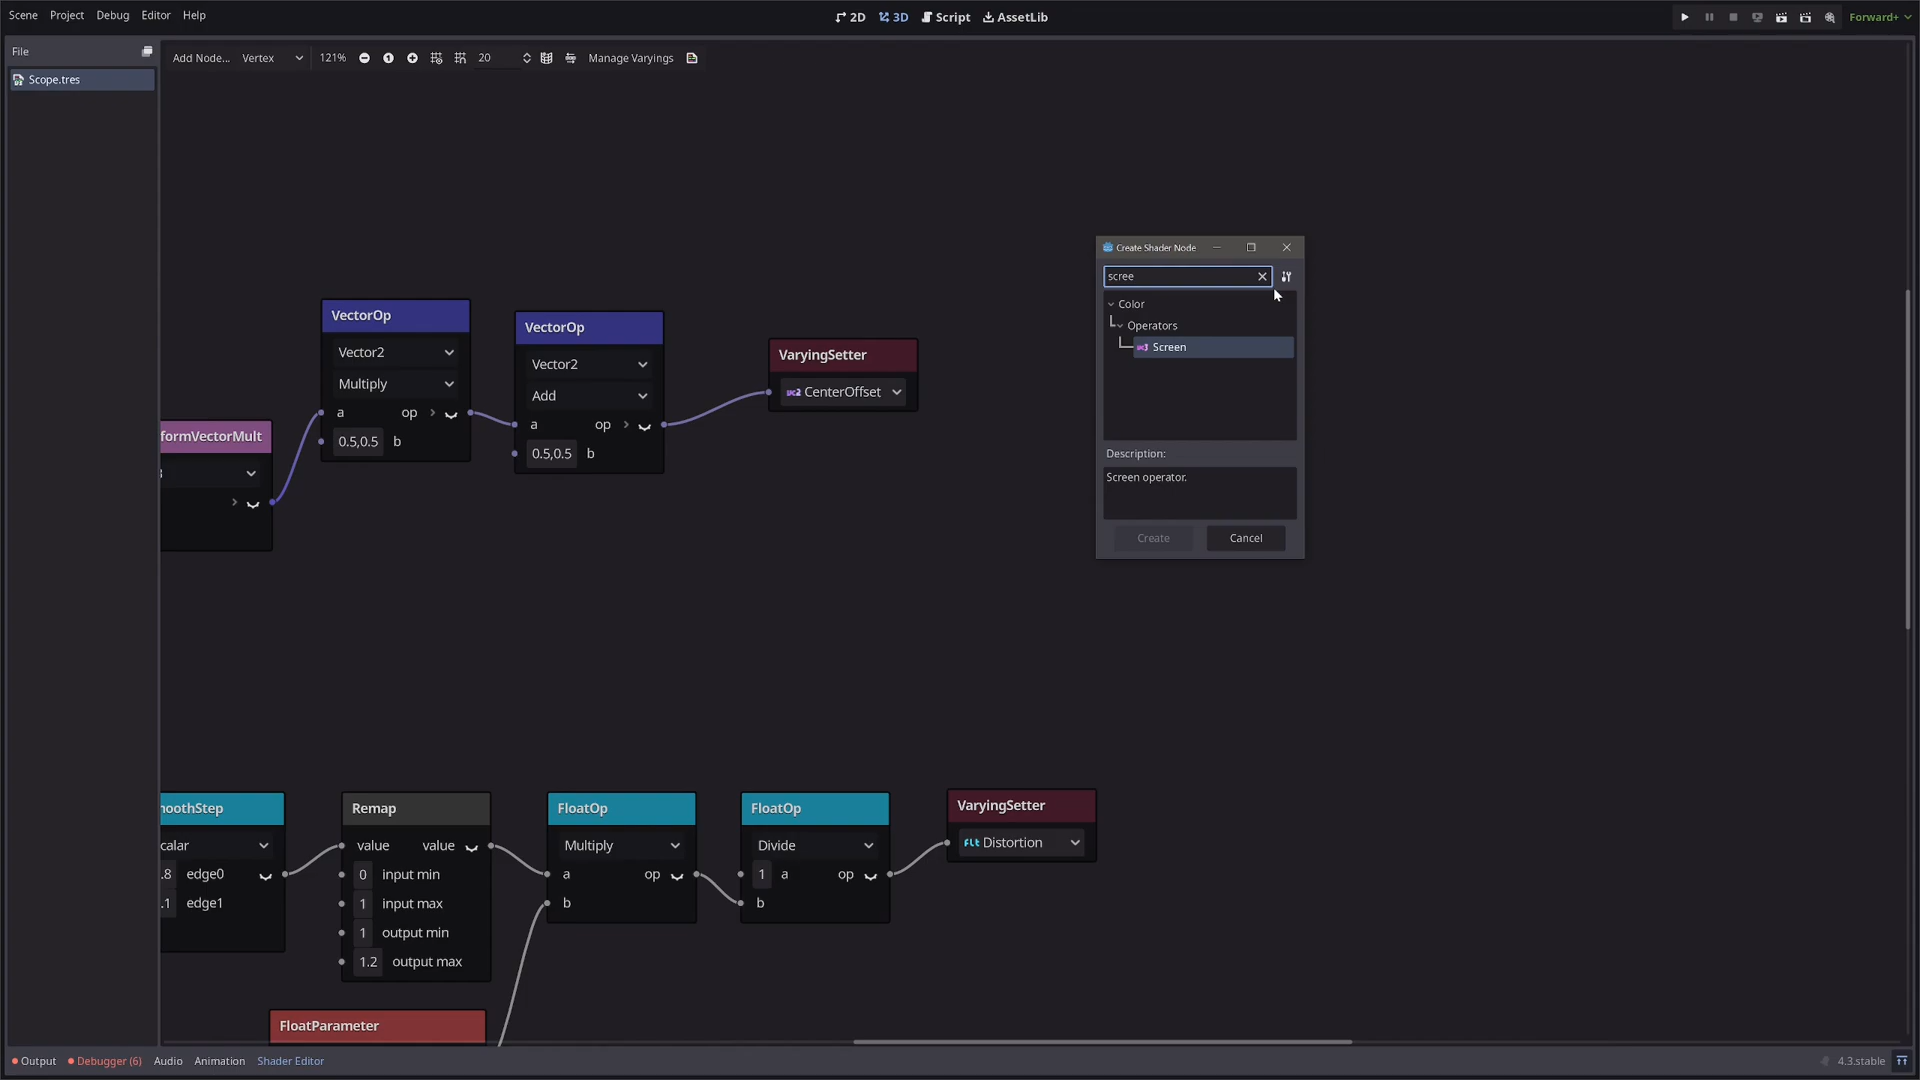 Scene Project Debug Editor Help
2D 3D Script AssetLib
Forward+
File
Scope.tres
Add Node... Vertex 121% 20 Manage Varyings
Create Shader Node
scree
Color
Operators
Screen
Description:
Screen operator.
Create Cancel
VectorOp
Vector2
Multiply
a op
0.5,0.5 b
VectorOp
Vector2
Add
a op
0.5,0.5 b
VaryingSetter
CenterOffset
formVectorMult
moothStep
calar
.8 edge0
.1 edge1
Remap
value value
0 input min
1 input max
1 output min
1.2 output max
FloatOp
Multiply
a op
b
FloatOp
Divide
1 a op
b
VaryingSetter
Distortion
FloatParameter
Output Debugger (6) Audio Animation Shader Editor
4.3.stable